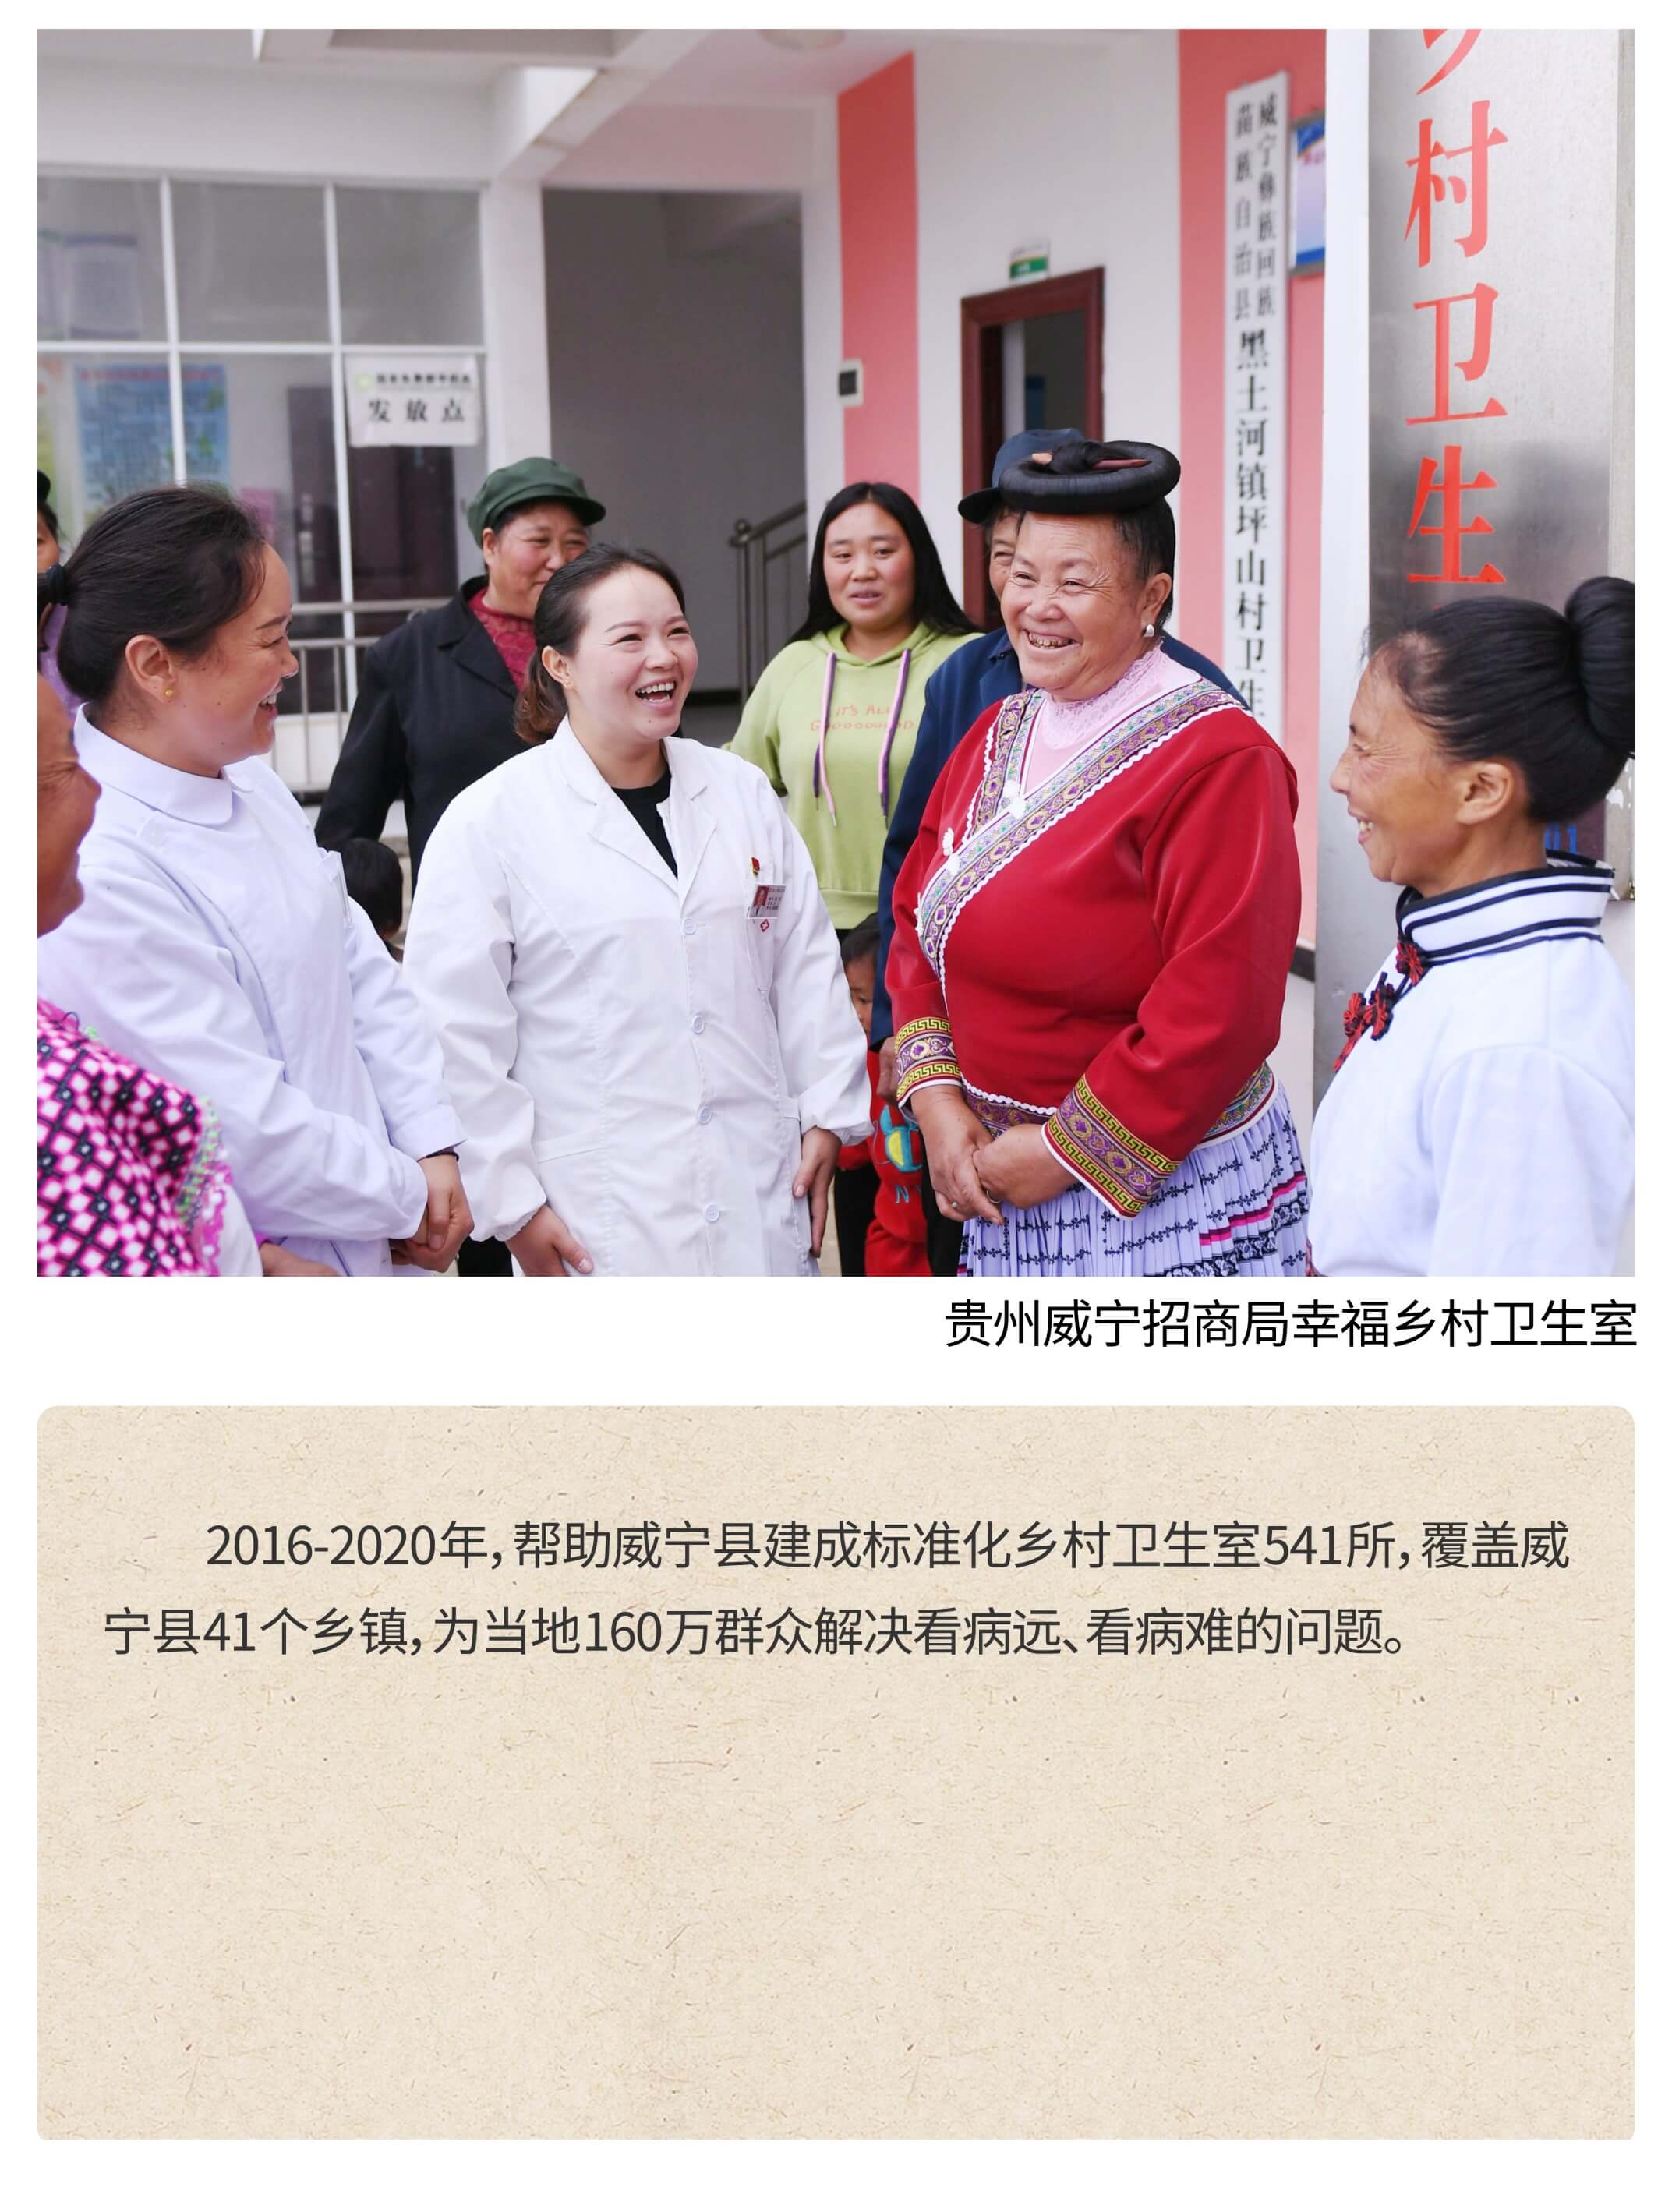 乡村卫生
威宁彝族回族
苗族自治县
黑土河镇坪山村卫生
发放点
IT'S ALL
GOOOOOOOD
贵州威宁招商局幸福乡村卫生室
2016-2020年，帮助威宁县建成标准化乡村卫生室541所，覆盖威
宁县41个乡镇，为当地160万群众解决看病远、看病难的问题。